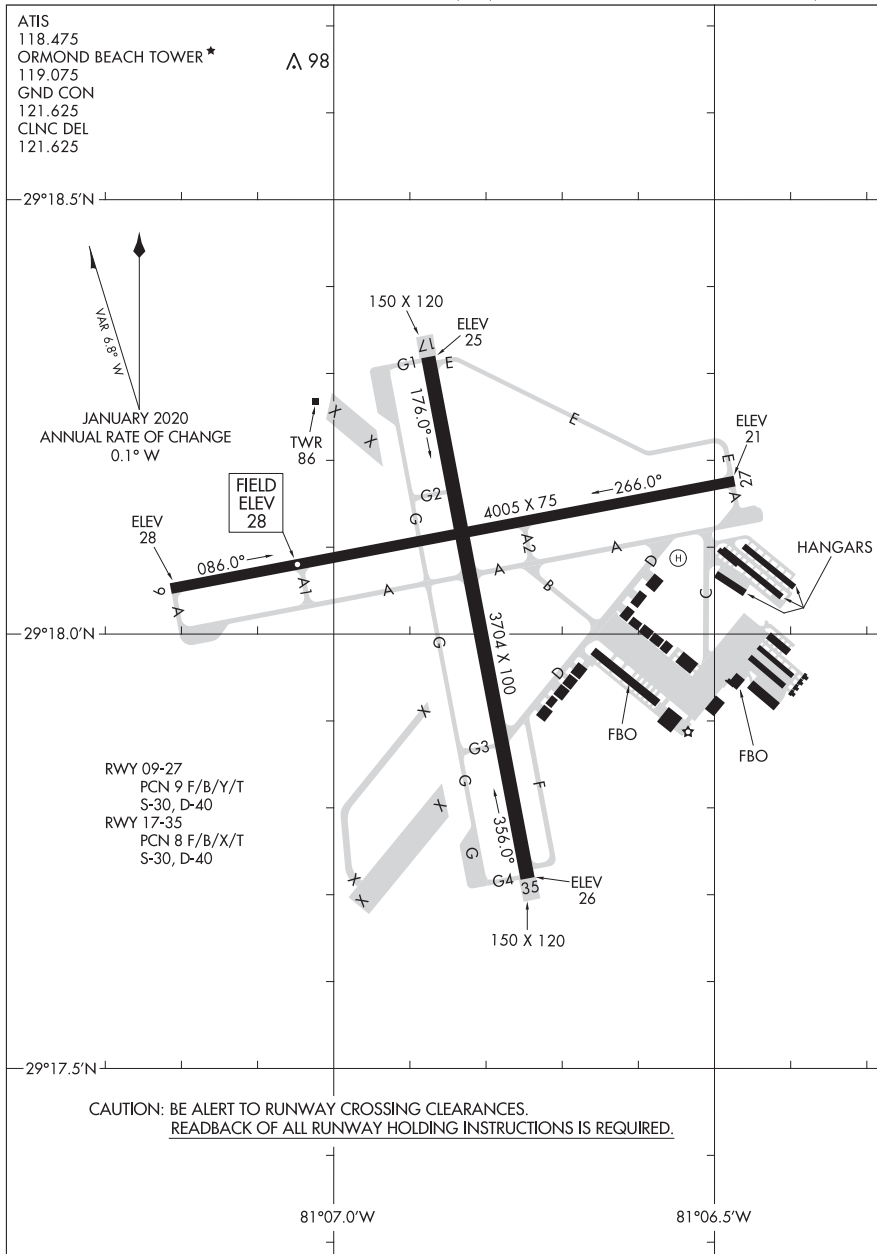 ATIS
118.475
ORMOND BEACH TOWER ★
119.075
GND CON
121.625
CLNC DEL
121.625
98
29°18.5'N
VAR 6.8° W
JANUARY 2020
ANNUAL RATE OF CHANGE
0.1° W
150 X 120
17
ELEV
25
G1
E
176.0°
E
X
X
TWR
86
ELEV
21
E
27
A
FIELD
ELEV
28
G2
G
4005 X 75
266.0°
ELEV
28
086.0°
9
A
A1
A
A
A2
A
B
D
H
C
HANGARS
29°18.0'N
G
3704 X 100
D
FBO
FBO
X
G3
G
F
X
RWY 09-27
PCN 9 F/B/Y/T
S-30, D-40
RWY 17-35
PCN 8 F/B/X/T
S-30, D-40
356.0°
G
X
X
G4
35
ELEV
26
150 X 120
29°17.5'N
CAUTION: BE ALERT TO RUNWAY CROSSING CLEARANCES.
READBACK OF ALL RUNWAY HOLDING INSTRUCTIONS IS REQUIRED.
81°07.0'W
81°06.5'W